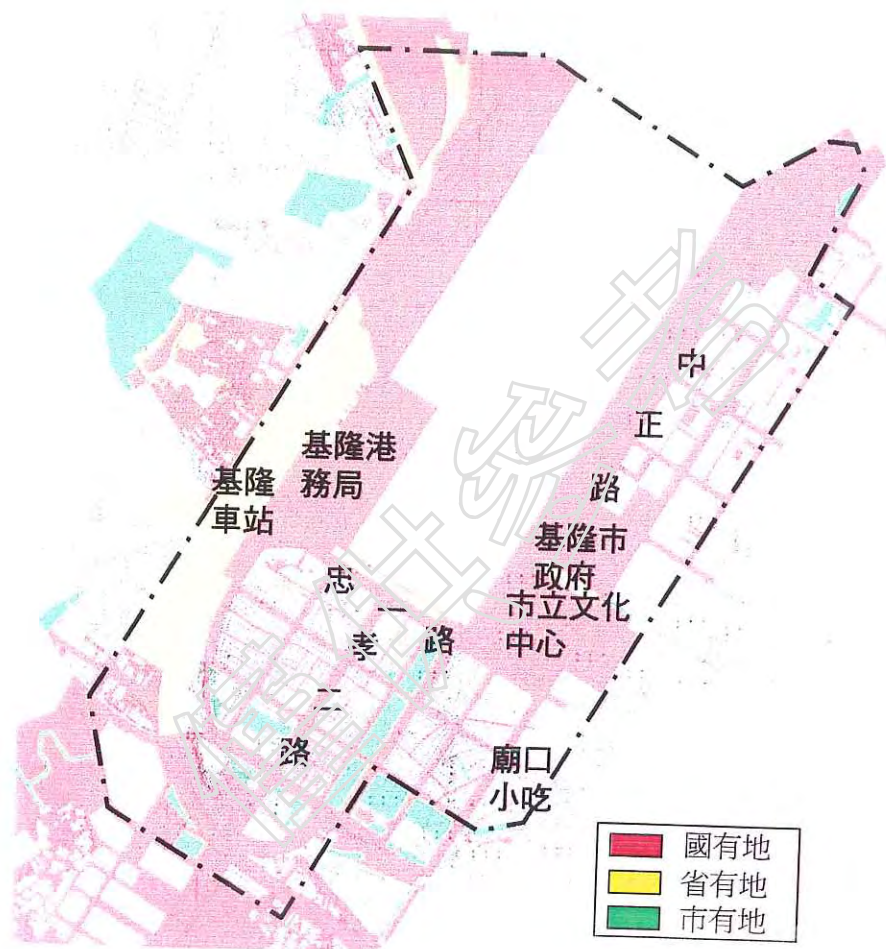 中
正
路
基隆港
務局
基隆
車站
基隆市
政府
市立文化
中心
忠
一
路
孝
二
路
廟口
小吃
國有地
省有地
市有地